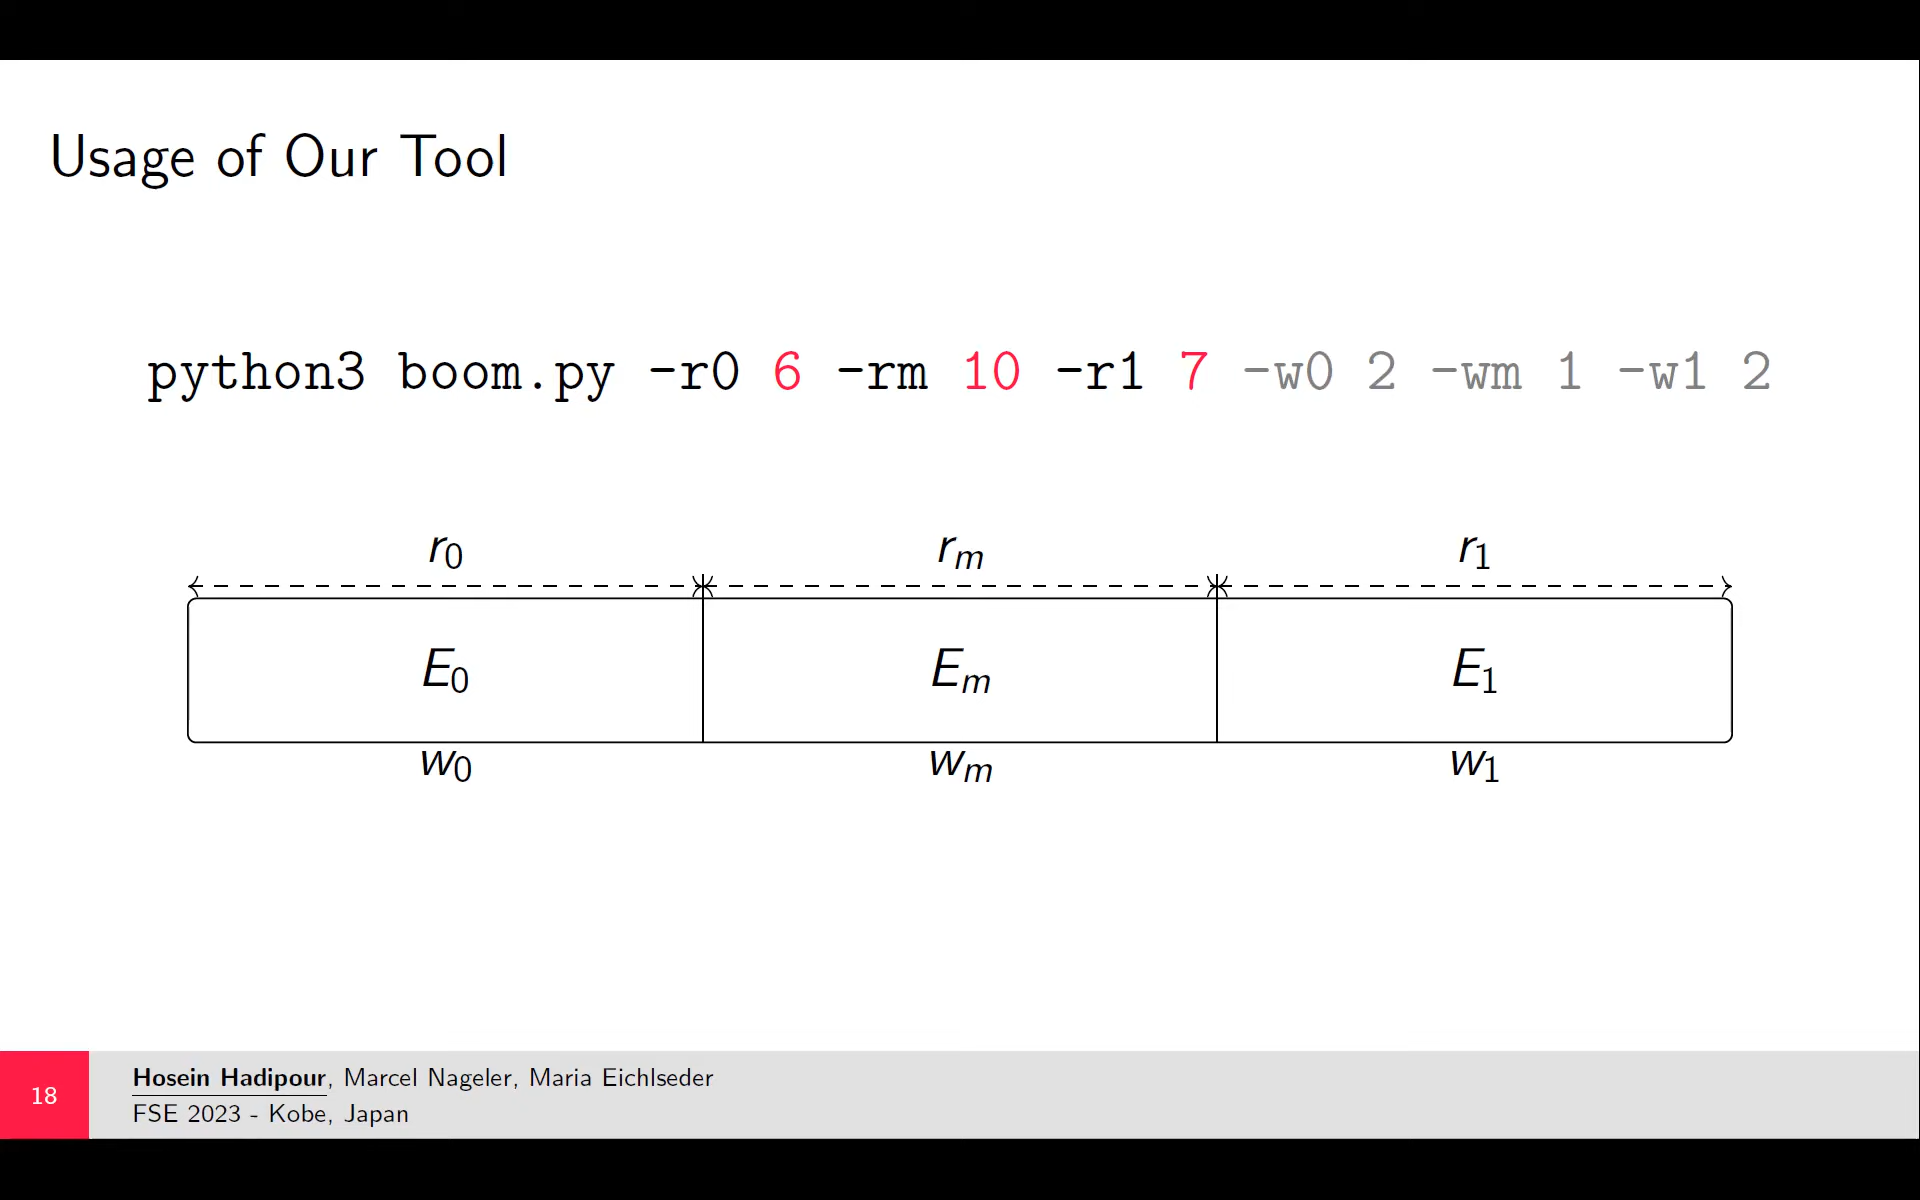 Usage of Our Tool
python3 boom.py -r0 6 -rm 10 -r1 7 -w0 2 -wm 1 -w1 2
r0 rm r1
E0 Em E1
w0 wm w1
18
Hosein Hadipour, Marcel Nageler, Maria Eichlseder
FSE 2023 - Kobe, Japan